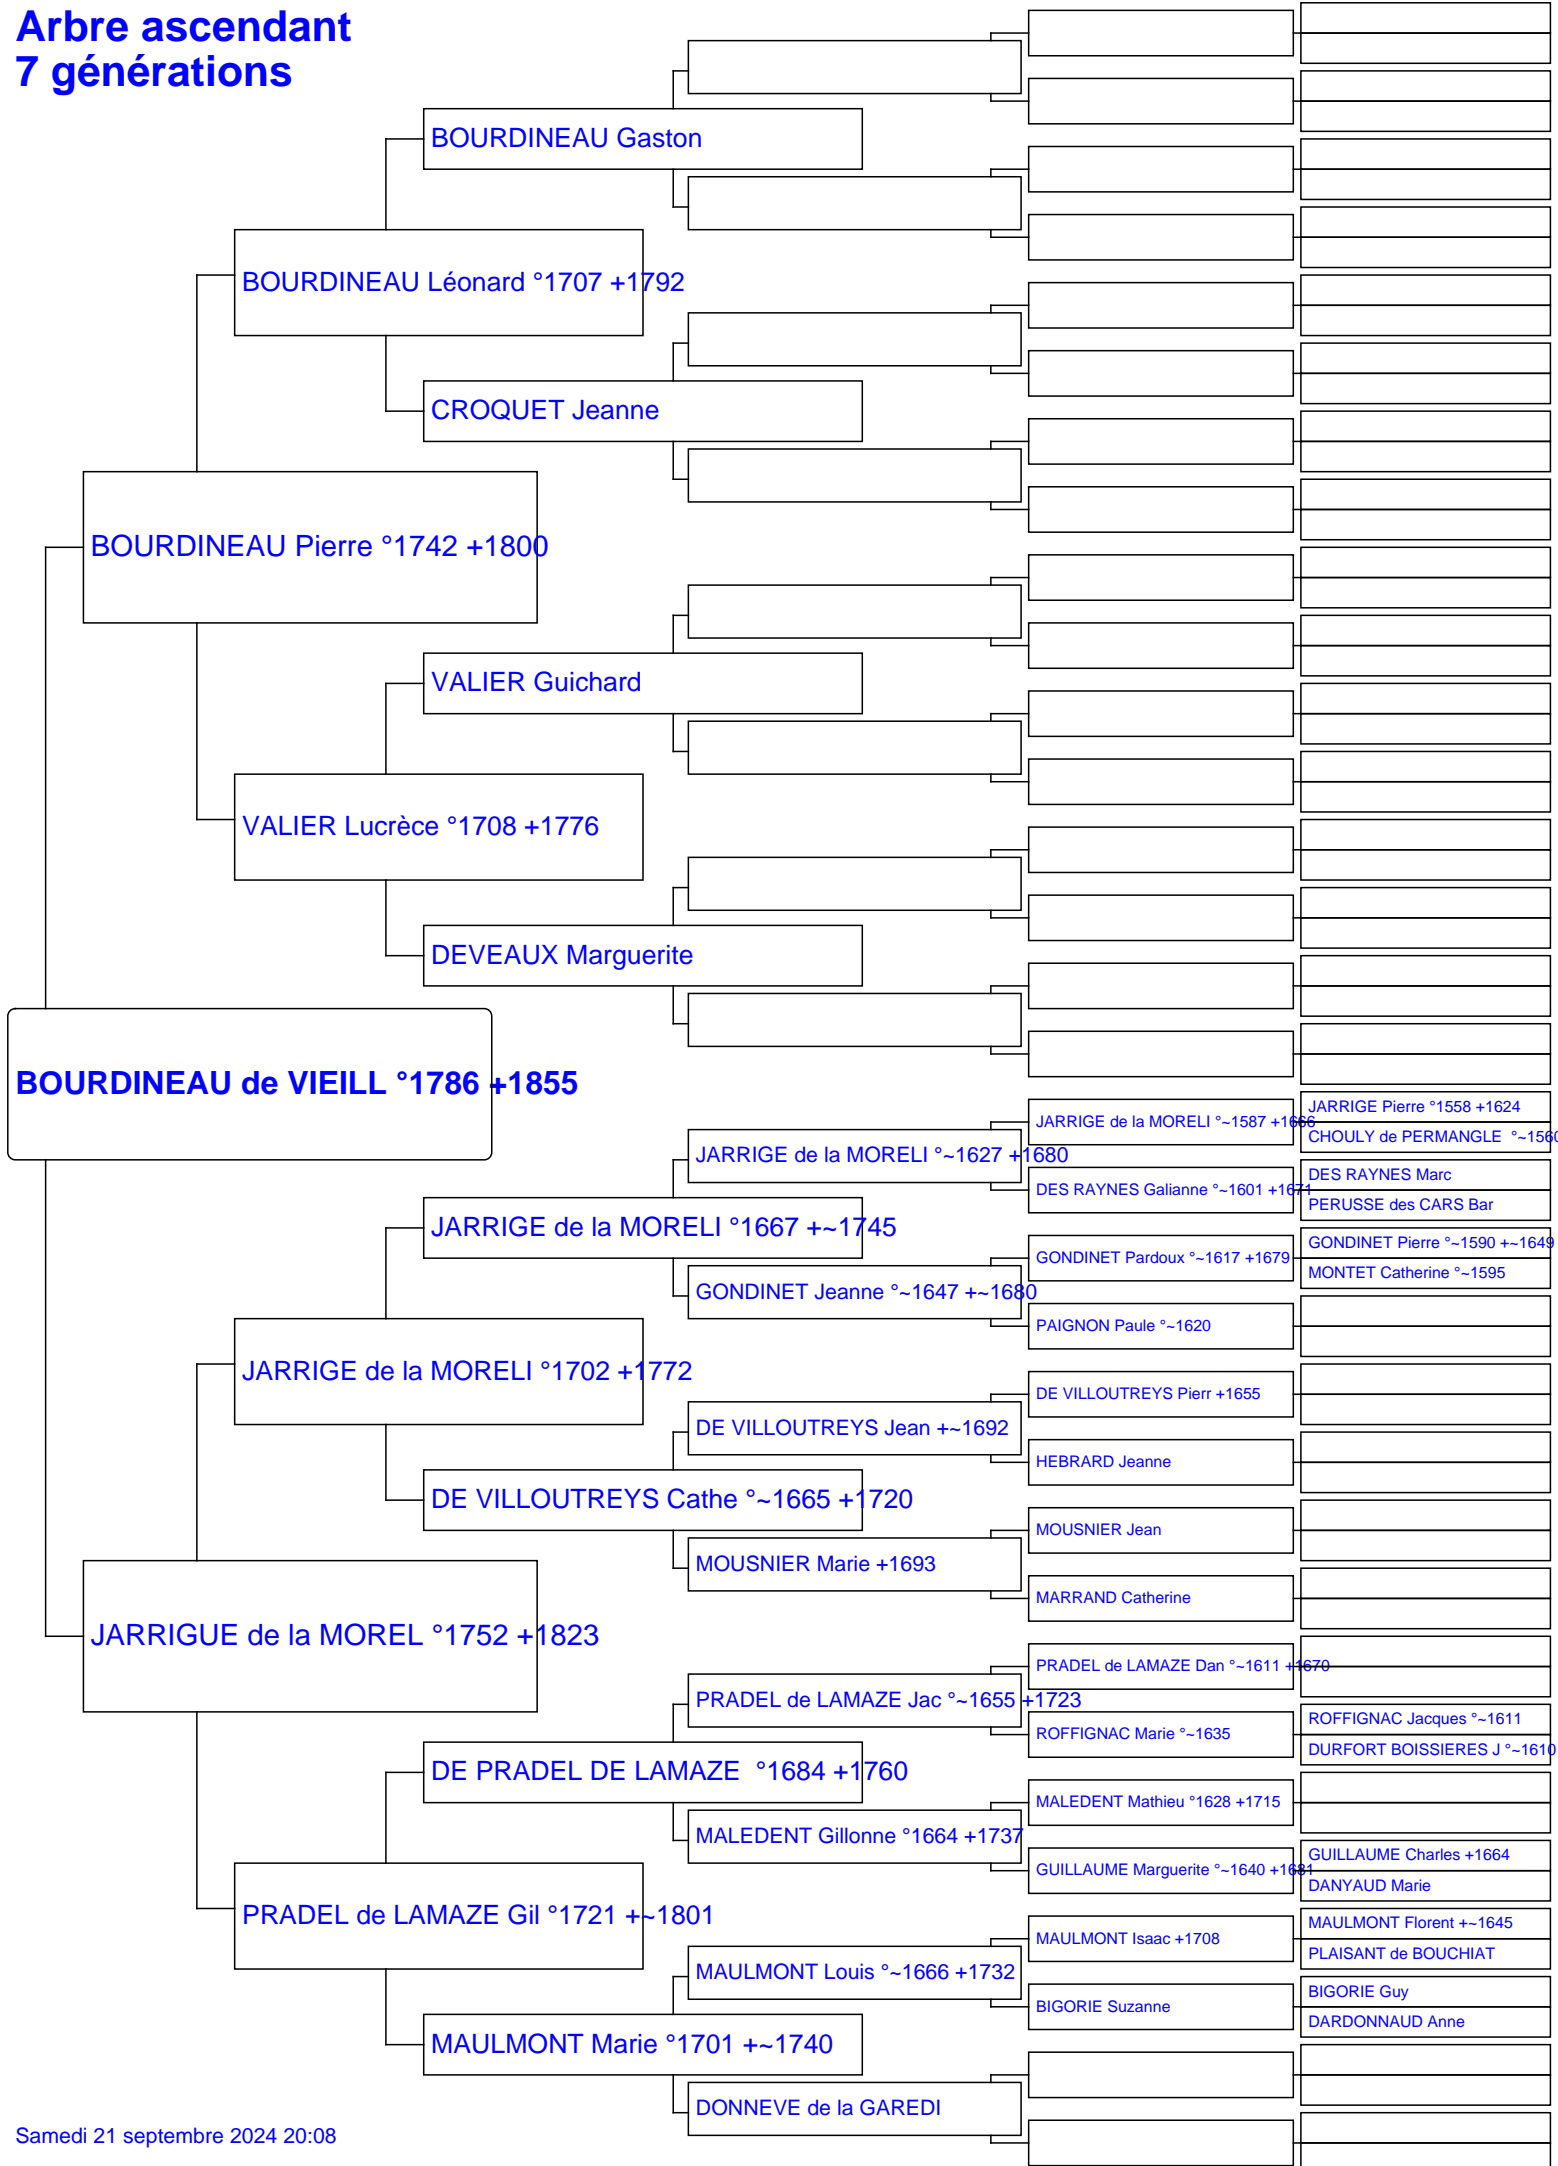 Arbre ascendant
7 générations
BOURDINEAU Gaston
BOURDINEAU Léonard °1707 +1792
CROQUET Jeanne
BOURDINEAU Pierre °1742 +1800
VALIER Guichard
VALIER Lucrèce °1708 +1776
DEVEAUX Marguerite
BOURDINEAU de VIEILL °1786 +1855
JARRIGE Pierre °1558 +1624
JARRIGE de la MORELI °~1587 +1666
CHOULY de PERMANGLE °~1560
JARRIGE de la MORELI °~1627 +1680
DES RAYNES Marc
DES RAYNES Galianne °~1601 +1671
PERUSSE des CARS Bar
JARRIGE de la MORELI °1667 +~1745
GONDINET Pierre °~1590 +~1649
GONDINET Pardoux °~1617 +1679
MONTET Catherine °~1595
GONDINET Jeanne °~1647 +~1680
PAIGNON Paule °~1620
JARRIGE de la MORELI °1702 +1772
DE VILLOUTREYS Pierr +1655
DE VILLOUTREYS Jean +~1692
HEBRARD Jeanne
DE VILLOUTREYS Cathe °~1665 +1720
MOUSNIER Jean
MOUSNIER Marie +1693
MARRAND Catherine
JARRIGUE de la MOREL °1752 +1823
PRADEL de LAMAZE Dan °~1611 +1670
PRADEL de LAMAZE Jac °~1655 +1723
ROFFIGNAC Jacques °~1611
ROFFIGNAC Marie °~1635
DURFORT BOISSIERES J °~1610
DE PRADEL DE LAMAZE °1684 +1760
MALEDENT Mathieu °1628 +1715
MALEDENT Gillonne °1664 +1737
GUILLAUME Charles +1664
GUILLAUME Marguerite °~1640 +1681
DANYAUD Marie
PRADEL de LAMAZE Gil °1721 +~1801
MAULMONT Florent +~1645
MAULMONT Isaac +1708
PLAISANT de BOUCHIAT
MAULMONT Louis °~1666 +1732
BIGORIE Guy
BIGORIE Suzanne
DARDONNAUD Anne
MAULMONT Marie °1701 +~1740
DONNEVE de la GAREDI
Samedi 21 septembre 2024 20:08